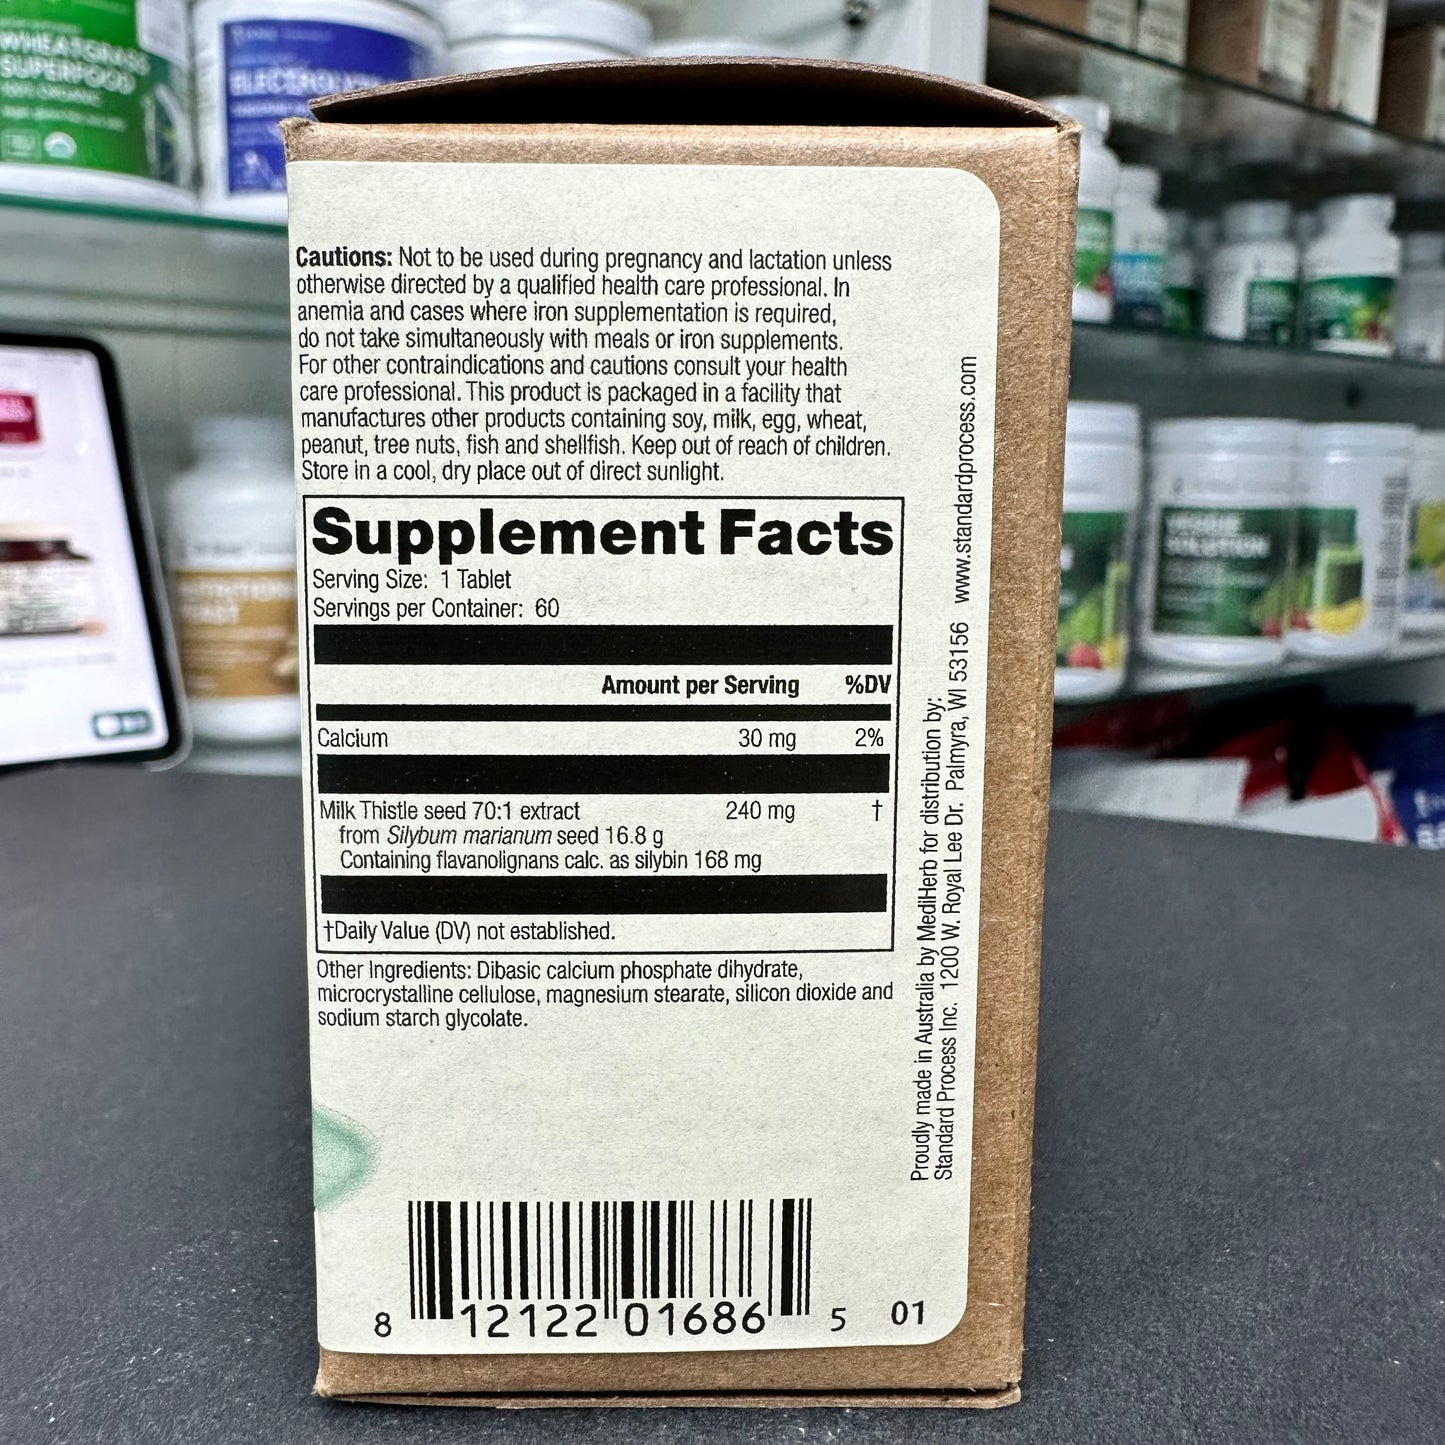 WHEATGRASS
SUPERFOOD
Cautions: Not to be used during pregnancy and lactation unless
otherwise directed by a qualified health care professional. In
anemia and cases where iron supplementation is required,
do not take simultaneously with meals or iron supplements.
For other contraindications and cautions consult your health
care professional. This product is packaged in a facility that
manufactures other products containing soy, milk, egg, wheat,
peanut, tree nuts, fish and shellfish. Keep out of reach of children.
Store in a cool, dry place out of direct sunlight.
Supplement Facts
Serving Size: 1 Tablet
Servings per Container: 60
Amount per Serving %DV
Calcium 30 mg 2%
Milk Thistle seed 70:1 extract 240 mg †
from Silybum marianum seed 16.8 g
Containing flavanolignans calc. as silybin 168 mg
†Daily Value (DV) not established.
Other Ingredients: Dibasic calcium phosphate dihydrate,
microcrystalline cellulose, magnesium stearate, silicon dioxide and
sodium starch glycolate.
Proudly made in Australia by MediHerb for distribution by:
Standard Process Inc. 1200 W. Royal Lee Dr. Palmyra, WI 53156 www.standardprocess.com
8 12122 01686 5 01
VEGGIE
SOLUTION